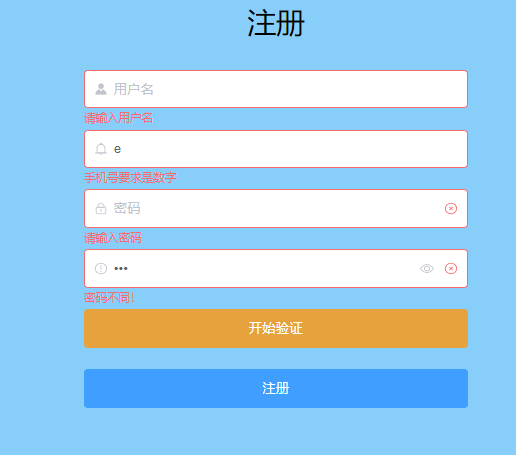 注册
用户名
请输入用户名
e
手机号要求是数字
密码
请输入密码
•••
密码不同!
开始验证
注册